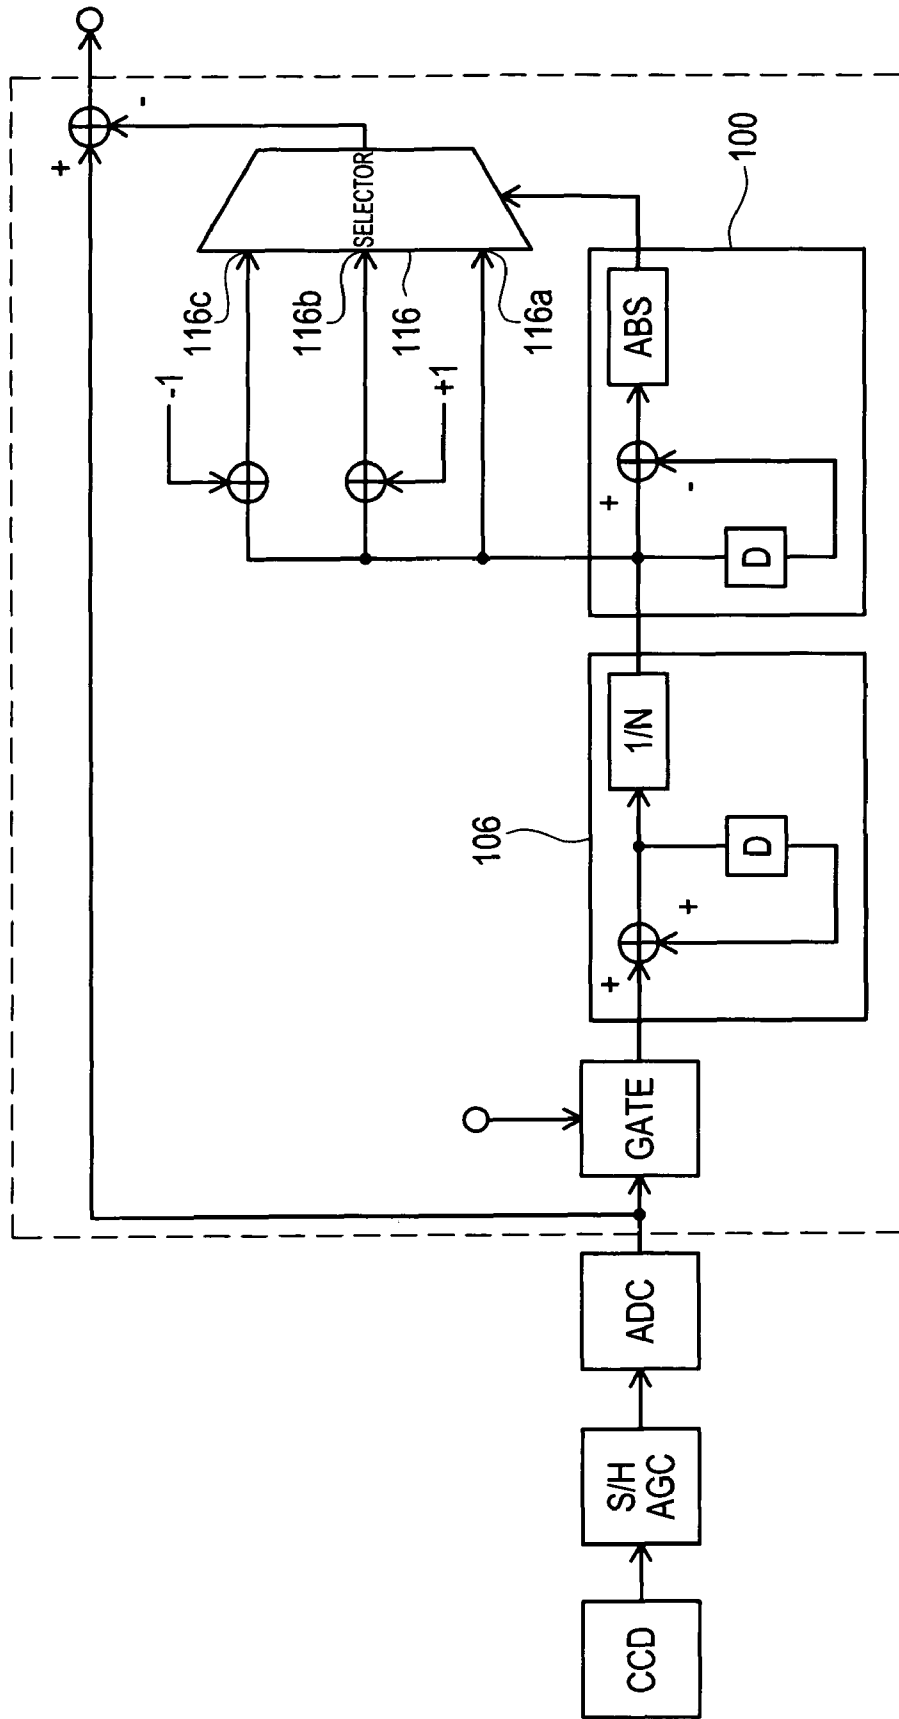 +
-
SELECTOR
116c
116b
116
116a
-1
+1
100
ABS
+
-
D
106
1/N
D
+
+
GATE
ADC
S/H
AGC
CCD